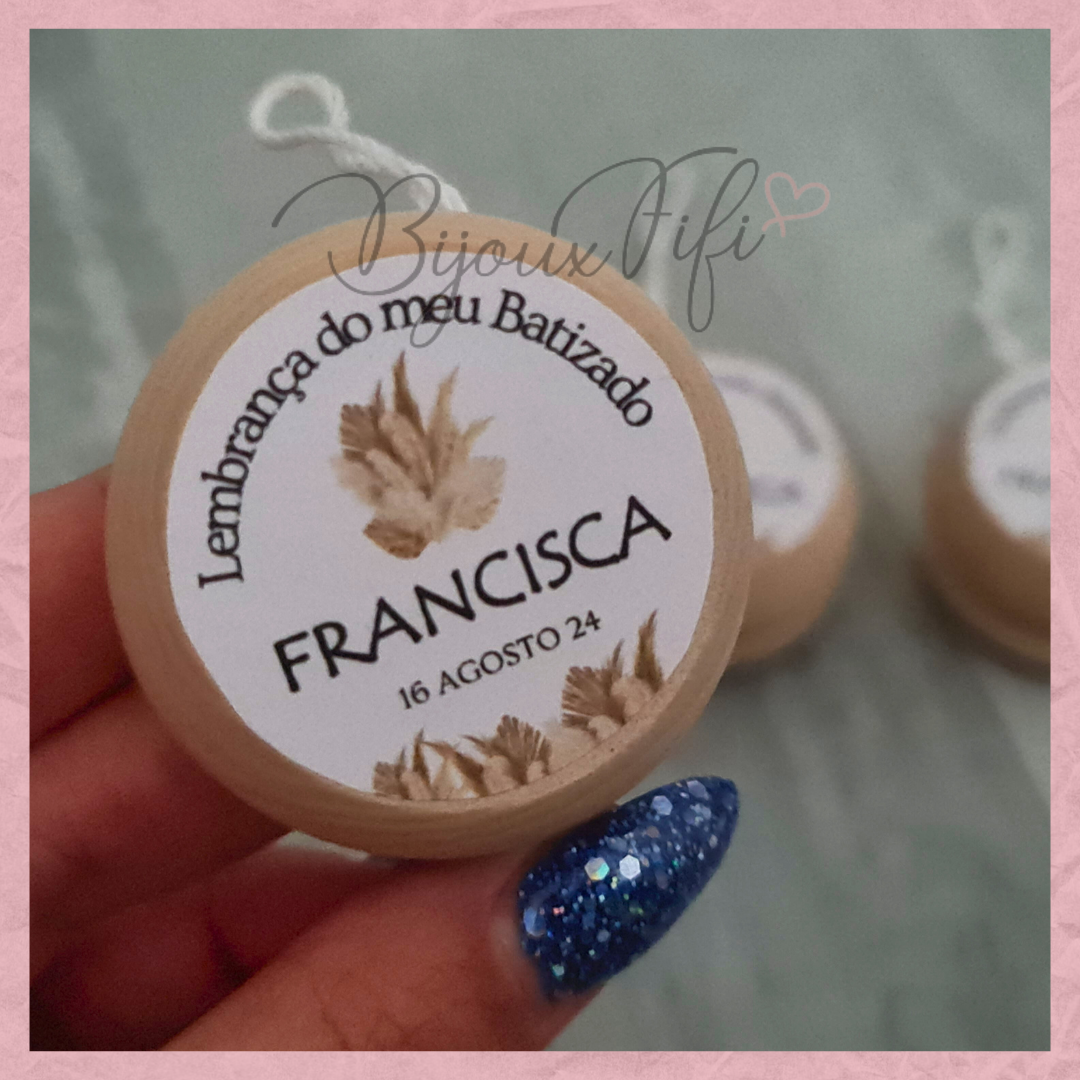 BijouxFifi
Lembrança do meu Batizado
FRANCISCA
16 AGOSTO 24